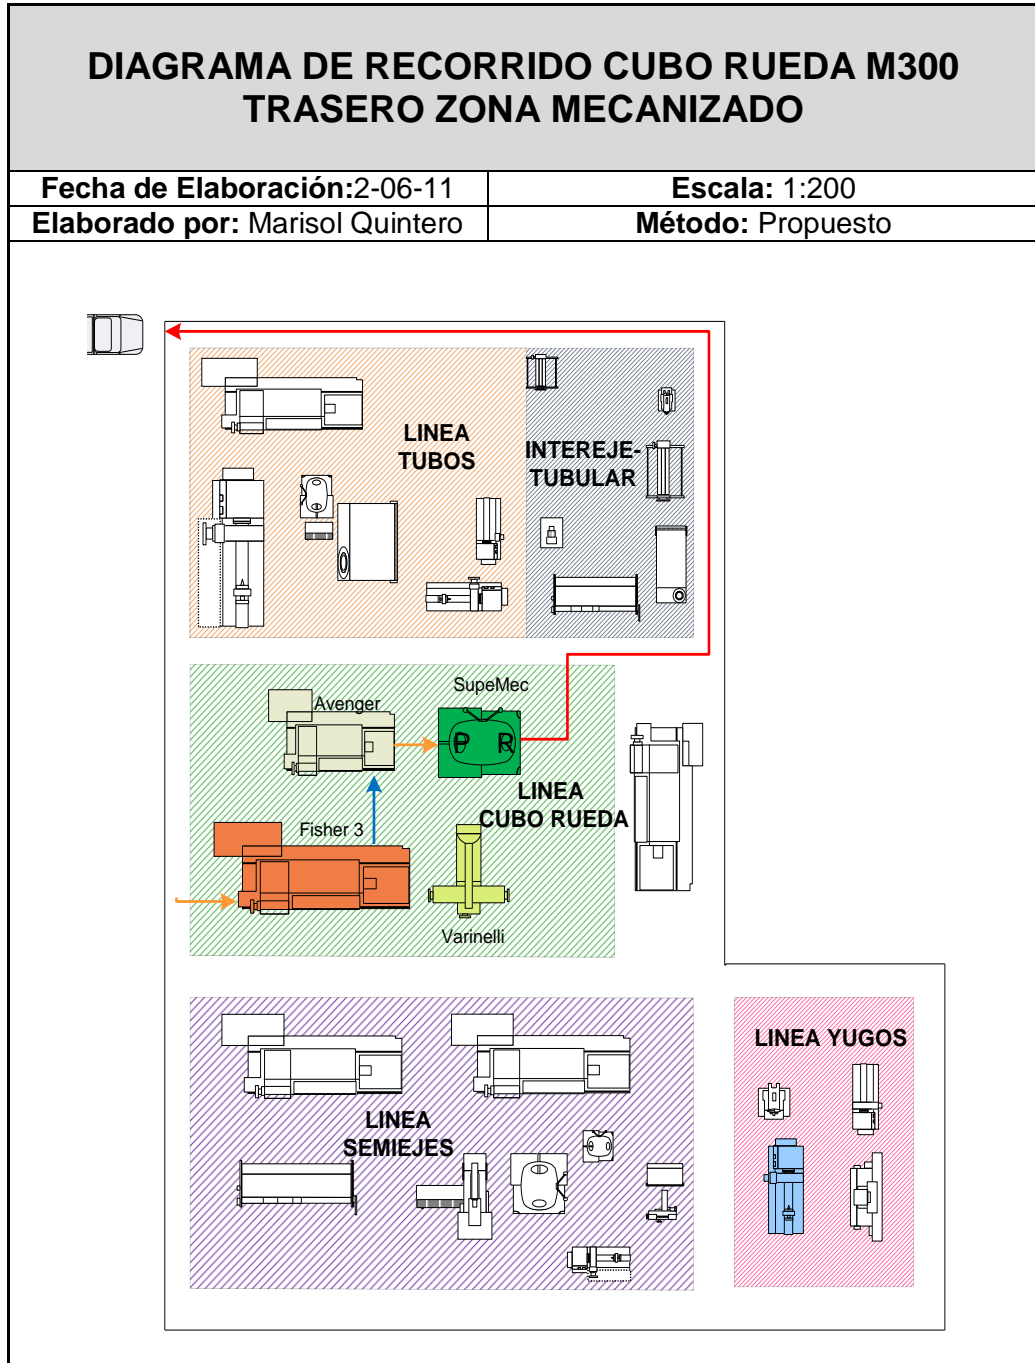 DIAGRAMA DE RECORRIDO CUBO RUEDA M300
TRASERO ZONA MECANIZADO
Fecha de Elaboración:2-06-11
Escala: 1:200
Elaborado por: Marisol Quintero
Método: Propuesto
LINEA
TUBOS
INTEREJE-
TUBULAR
SupeMec
Avenger
P R
LINEA
CUBO RUEDA
Fisher 3
Varinelli
LINEA YUGOS
LINEA
SEMIEJES